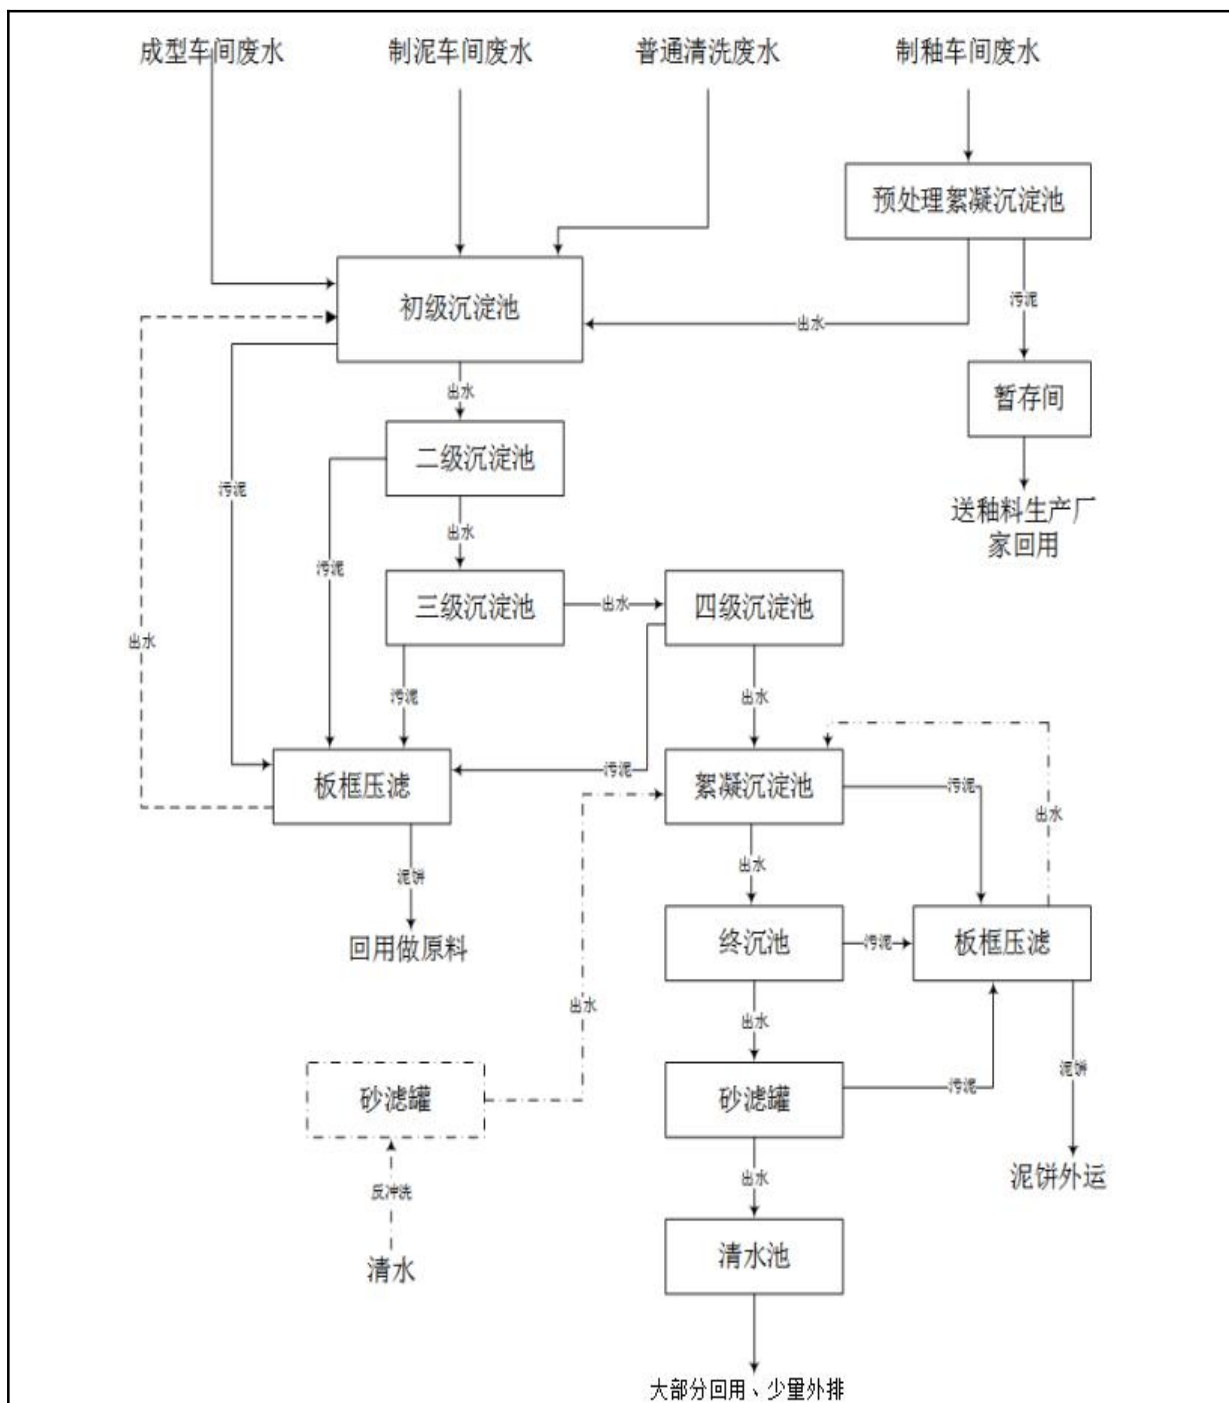 成型车间废水
制泥车间废水
普通清洗废水
制釉车间废水
预处理絮凝沉淀池
初级沉淀池
污泥
出水
出水
暂存间
二级沉淀池
污泥
送釉料生产厂
家回用
出水
污泥
三级沉淀池
出水
四级沉淀池
出水
污泥
出水
板框压滤
污泥
絮凝沉淀池
污泥
出水
泥饼
出水
回用做原料
终沉池
污泥
板框压滤
出水
出水
砂滤罐
砂滤罐
污泥
泥饼
反冲洗
出水
泥饼外运
清水
清水池
大部分回用、少量外排